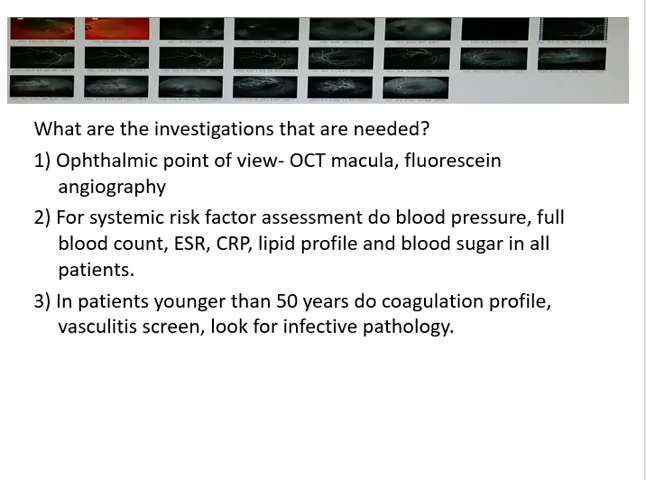 What are the investigations that are needed?
1) Ophthalmic point of view- OCT macula, fluorescein
angiography
2) For systemic risk factor assessment do blood pressure, full
blood count, ESR, CRP, lipid profile and blood sugar in all
patients.
3) In patients younger than 50 years do coagulation profile,
vasculitis screen, look for infective pathology.